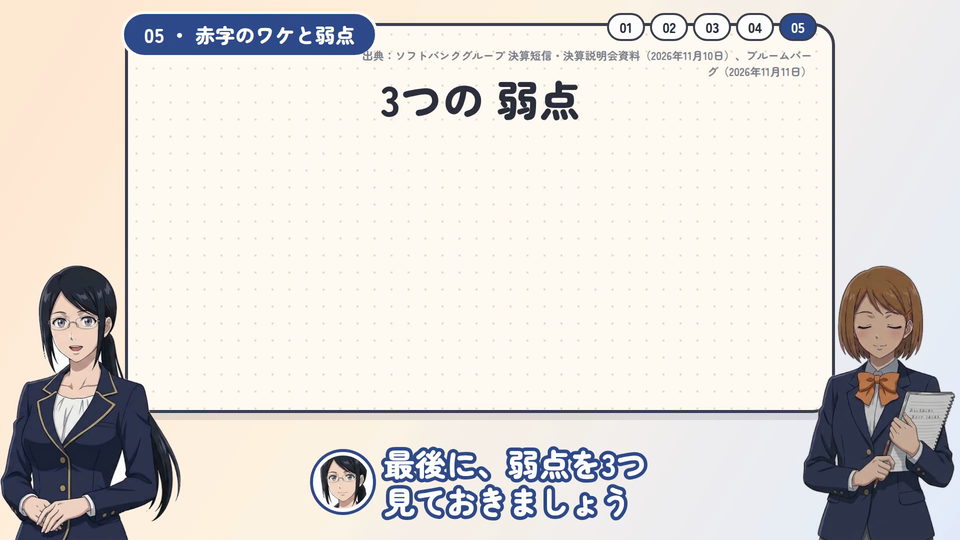 05 ・ 赤字のワケと弱点
01 02 03 04 05
出典：ソフトバンクグループ 決算短信・決算説明会資料（2026年11月10日）、ブルームバー
グ（2026年11月11日）
3つの 弱点
最後に、弱点を3つ
見ておきましょう